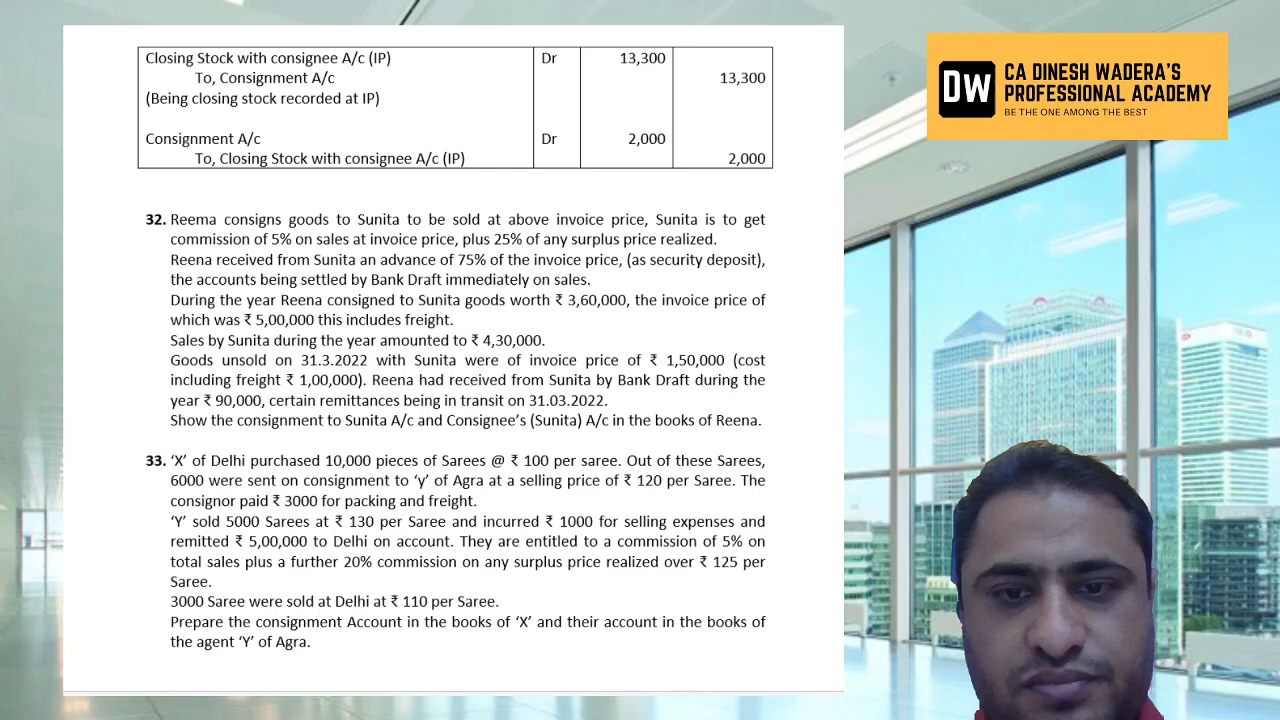 Closing Stock with consignee A/c (IP) Dr 13,300
To, Consignment A/c 13,300
(Being closing stock recorded at IP)
Consignment A/c Dr 2,000
To, Closing Stock with consignee A/c (IP) 2,000
32. Reema consigns goods to Sunita to be sold at above invoice price, Sunita is to get
commission of 5% on sales at invoice price, plus 25% of any surplus price realized.
Reena received from Sunita an advance of 75% of the invoice price, (as security deposit),
the accounts being settled by Bank Draft immediately on sales.
During the year Reena consigned to Sunita goods worth ₹ 3,60,000, the invoice price of
which was ₹ 5,00,000 this includes freight.
Sales by Sunita during the year amounted to ₹ 4,30,000.
Goods unsold on 31.3.2022 with Sunita were of invoice price of ₹ 1,50,000 (cost
including freight ₹ 1,00,000). Reena had received from Sunita by Bank Draft during the
year ₹ 90,000, certain remittances being in transit on 31.03.2022.
Show the consignment to Sunita A/c and Consignee's (Sunita) A/c in the books of Reena.
33. 'X' of Delhi purchased 10,000 pieces of Sarees @ ₹ 100 per saree. Out of these Sarees,
6000 were sent on consignment to 'y' of Agra at a selling price of ₹ 120 per Saree. The
consignor paid ₹ 3000 for packing and freight.
'Y' sold 5000 Sarees at ₹ 130 per Saree and incurred ₹ 1000 for selling expenses and
remitted ₹ 5,00,000 to Delhi on account. They are entitled to a commission of 5% on
total sales plus a further 20% commission on any surplus price realized over ₹ 125 per
Saree.
3000 Saree were sold at Delhi at ₹ 110 per Saree.
Prepare the consignment Account in the books of 'X' and their account in the books of
the agent 'Y' of Agra.
DW
CA DINESH WADERA'S
PROFESSIONAL ACADEMY
BE THE ONE AMONG THE BEST